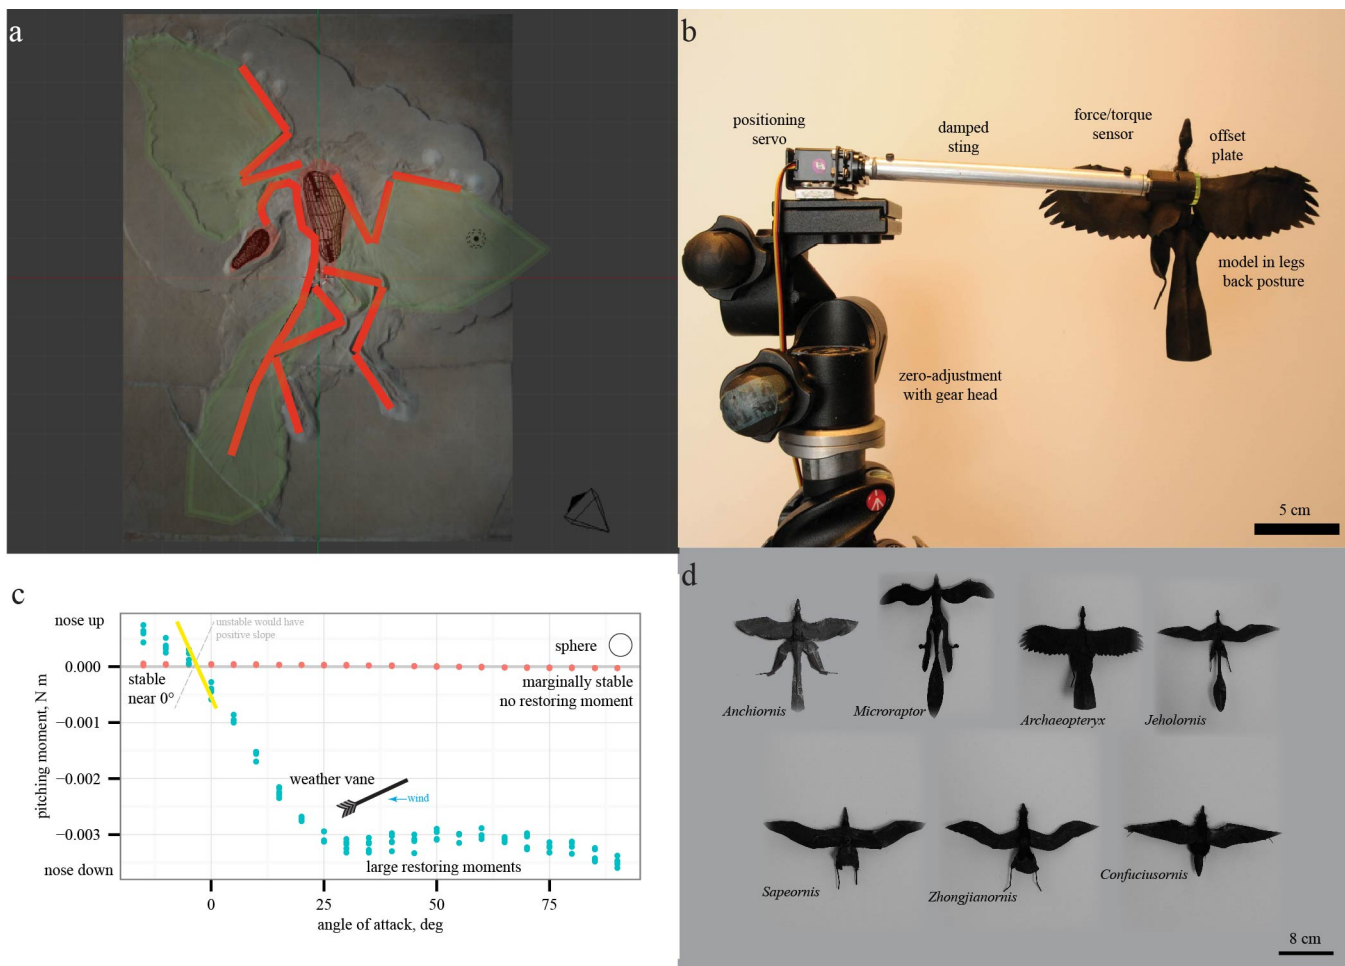 a
b
positioning
servo
damped
sting
force/torque
sensor
offset
plate
model in legs
back posture
zero-adjustment
with gear head
5 cm
c
nose up
0.000
−0.001
−0.002
−0.003
nose down
pitching moment, N m
unstable would have
positive slope
stable
near 0°
sphere
marginally stable
no restoring moment
weather vane
wind
large restoring moments
0
25
50
75
angle of attack, deg
d
Anchiornis
Microraptor
Archaeopteryx
Jeholornis
Sapeornis
Zhongjianornis
Confuciusornis
8 cm